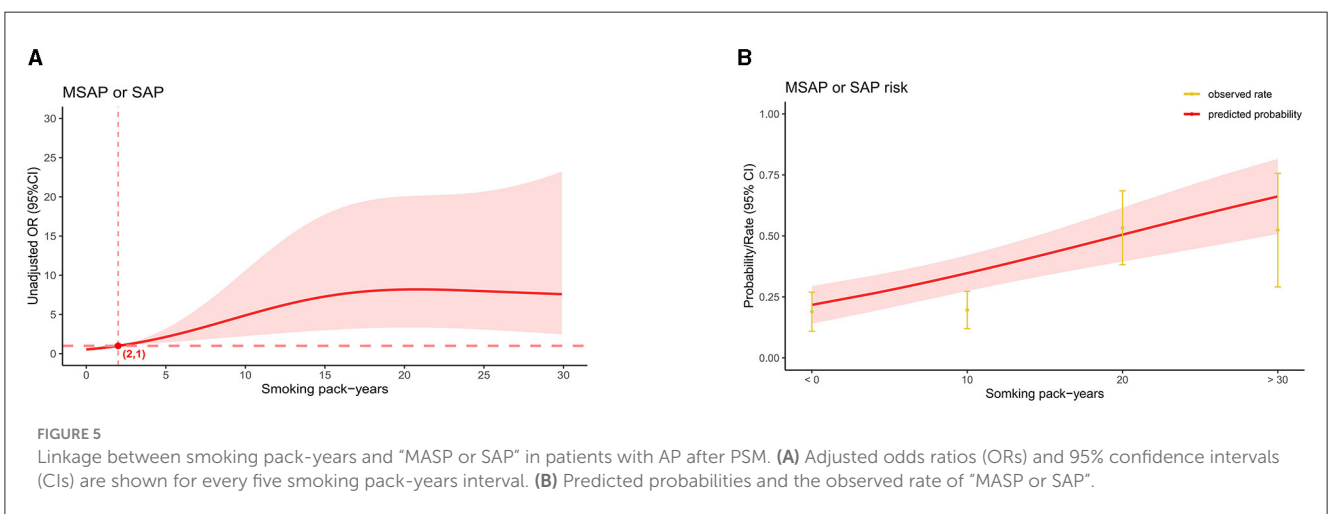 A
MSAP or SAP
Unadjusted OR (95%CI)
30
25
20
15
10
5
0
(2,1)
0 5 10 15 20 25 30
Smoking pack−years
B
MSAP or SAP risk
observed rate
predicted probability
Probability/Rate (95% CI)
1.00
0.75
0.50
0.25
0.00
< 0 10 20 > 30
Somking pack−years
FIGURE 5
Linkage between smoking pack-years and “MASP or SAP” in patients with AP after PSM. (A) Adjusted odds ratios (ORs) and 95% confidence intervals
(CIs) are shown for every five smoking pack-years interval. (B) Predicted probabilities and the observed rate of “MASP or SAP”.